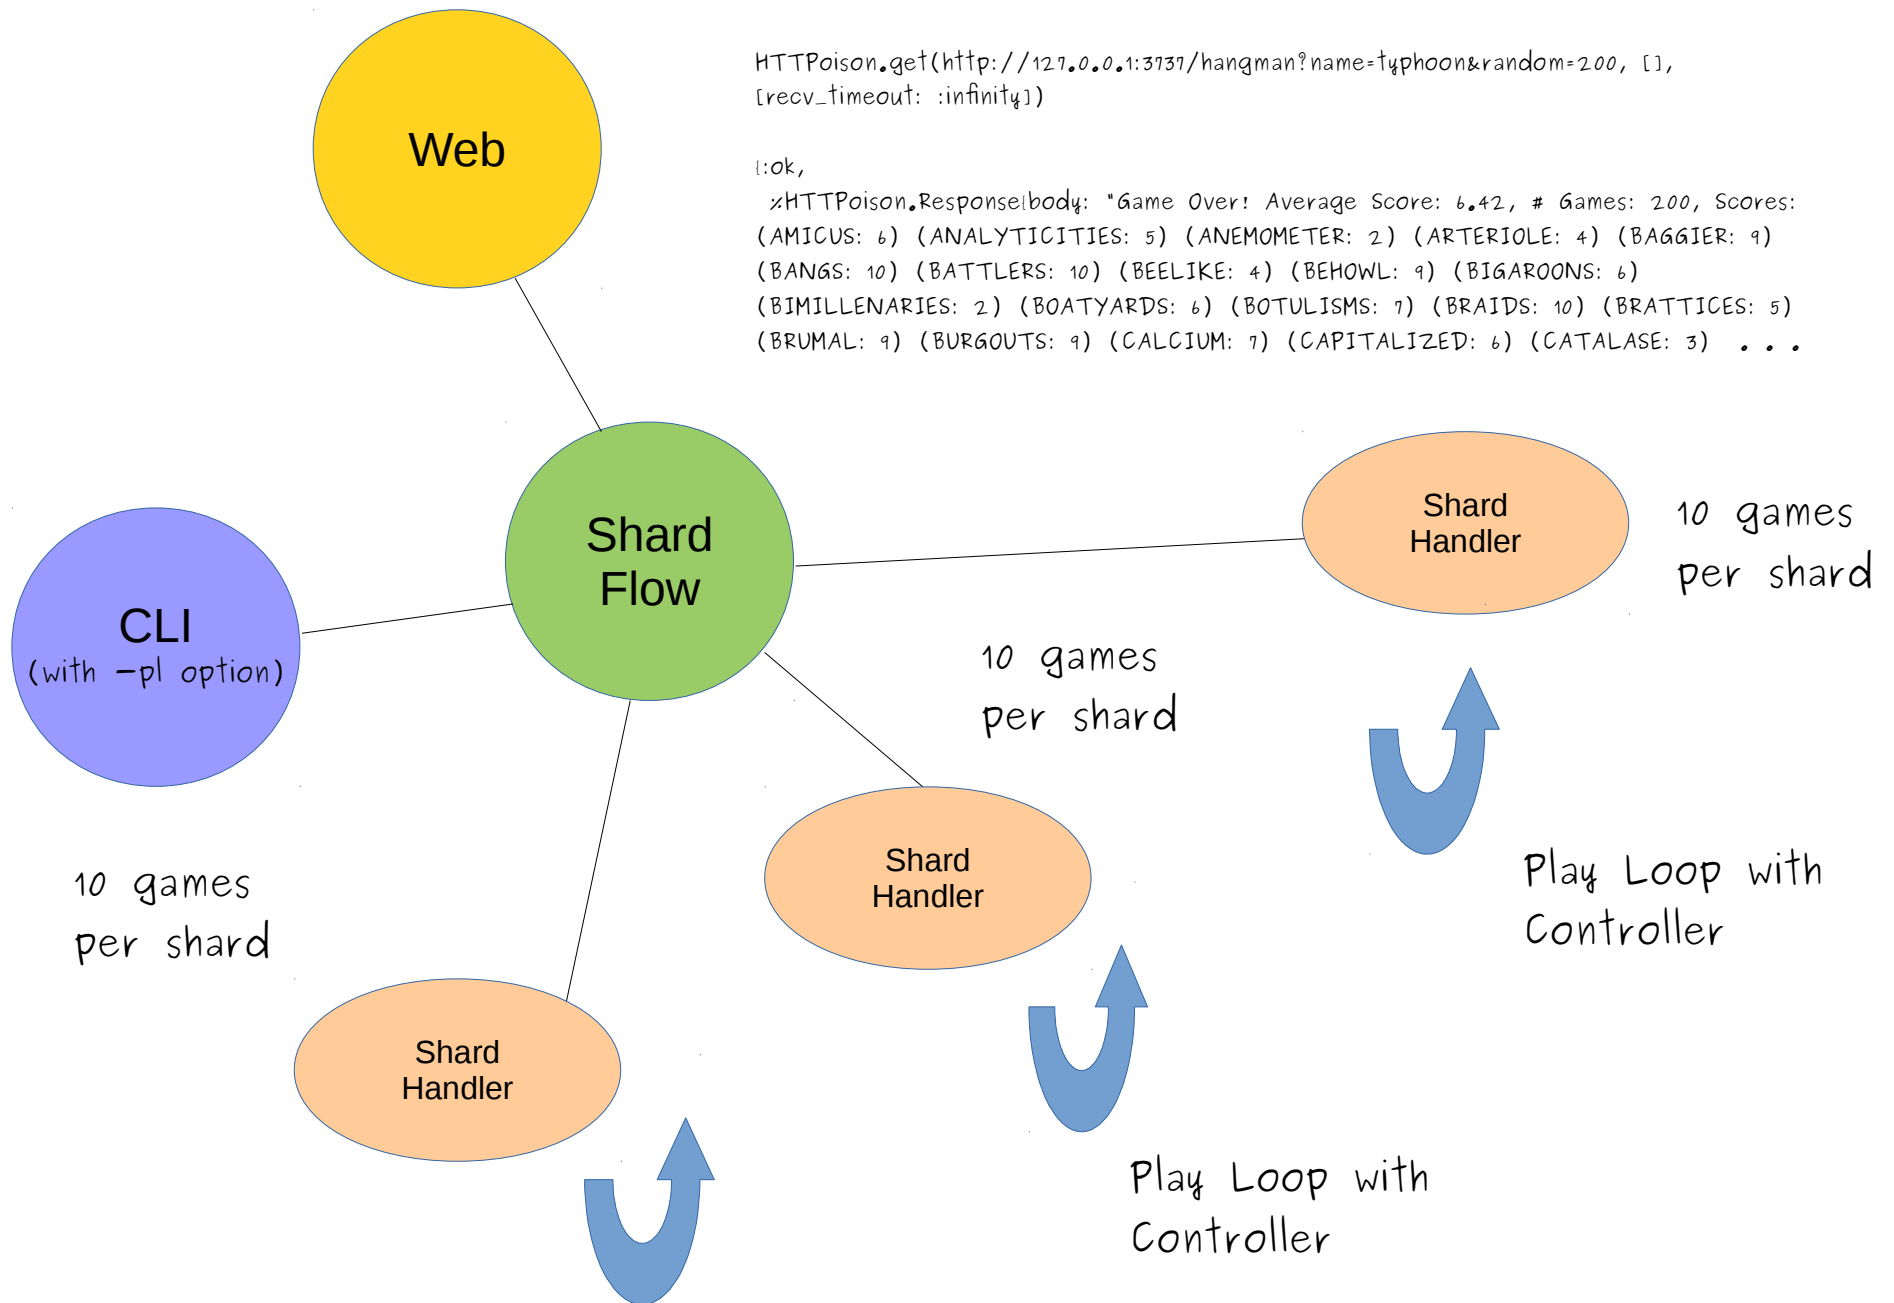 HTTPoison.get(http://127.0.0.1:3737/hangman?name=typhoon&random=200, [],
[recv_timeout: :infinity])
{:ok,
%HTTPoison.Response{body: "Game Over! Average Score: 6.42, # Games: 200, Scores:
(AMICUS: 6) (ANALYTICITIES: 5) (ANEMOMETER: 2) (ARTERIOLE: 4) (BAGGIER: 9)
(BANGS: 10) (BATTLERS: 10) (BEELIKE: 4) (BEHOWL: 9) (BIGAROONS: 6)
(BIMILLENARIES: 2) (BOATYARDS: 6) (BOTULISMS: 7) (BRAIDS: 10) (BRATTICES: 5)
(BRUMAL: 9) (BURGOUTS: 9) (CALCIUM: 7) (CAPITALIZED: 6) (CATALASE: 3) . . .
Web
Shard
Flow
CLI
(with -pl option)
Shard
Handler
10 games
per shard
10 games
per shard
Shard
Handler
Play Loop with
Controller
10 games
per shard
Shard
Handler
Play Loop with
Controller